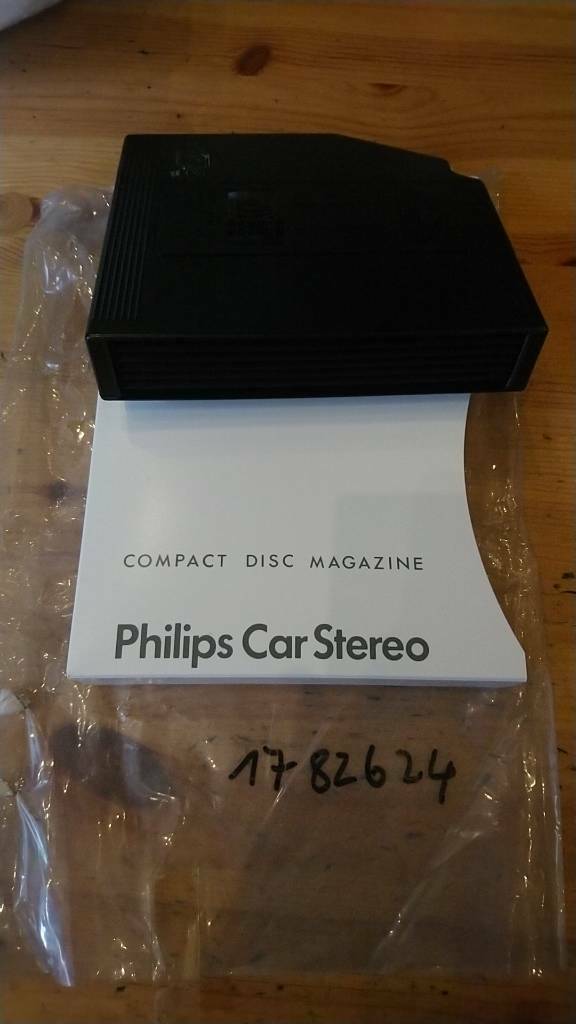 COMPACT DISC MAGAZINE
Philips Car Stereo
1782624